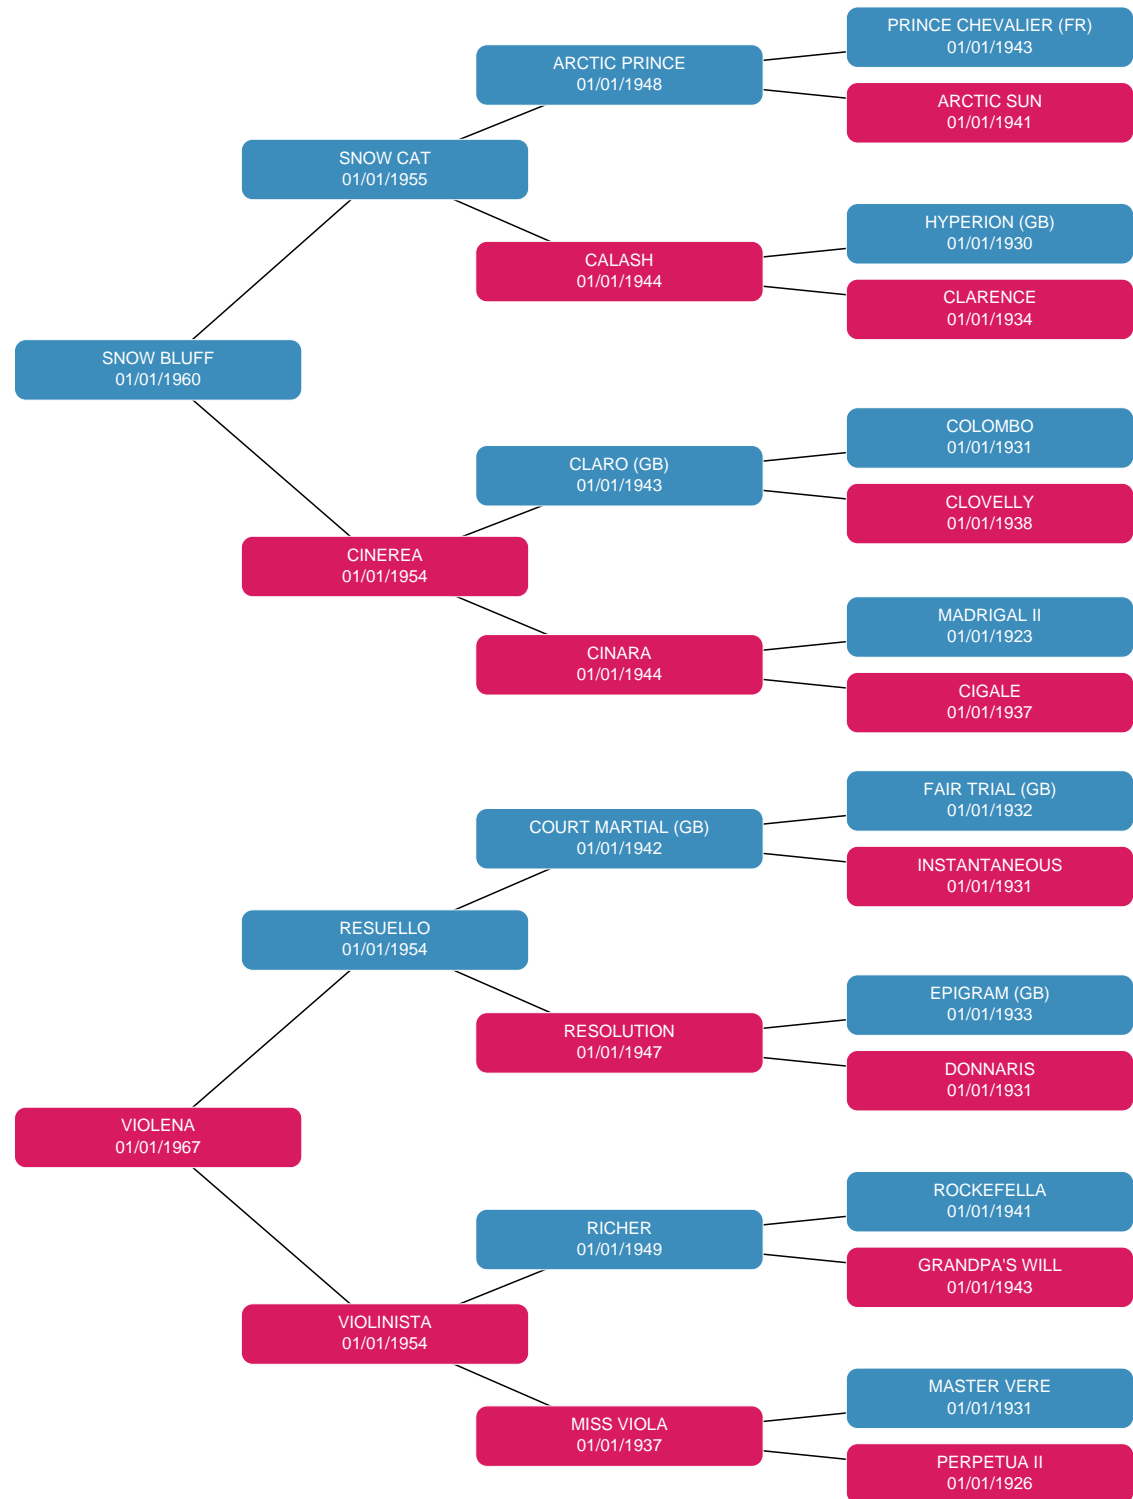 PRINCE CHEVALIER (FR)
01/01/1943
ARCTIC PRINCE
01/01/1948
ARCTIC SUN
01/01/1941
SNOW CAT
01/01/1955
HYPERION (GB)
01/01/1930
CALASH
01/01/1944
CLARENCE
01/01/1934
SNOW BLUFF
01/01/1960
COLOMBO
01/01/1931
CLARO (GB)
01/01/1943
CLOVELLY
01/01/1938
CINEREA
01/01/1954
MADRIGAL II
01/01/1923
CINARA
01/01/1944
CIGALE
01/01/1937
FAIR TRIAL (GB)
01/01/1932
COURT MARTIAL (GB)
01/01/1942
INSTANTANEOUS
01/01/1931
RESUELLO
01/01/1954
EPIGRAM (GB)
01/01/1933
RESOLUTION
01/01/1947
DONNARIS
01/01/1931
VIOLENA
01/01/1967
ROCKEFELLA
01/01/1941
RICHER
01/01/1949
GRANDPA'S WILL
01/01/1943
VIOLINISTA
01/01/1954
MASTER VERE
01/01/1931
MISS VIOLA
01/01/1937
PERPETUA II
01/01/1926